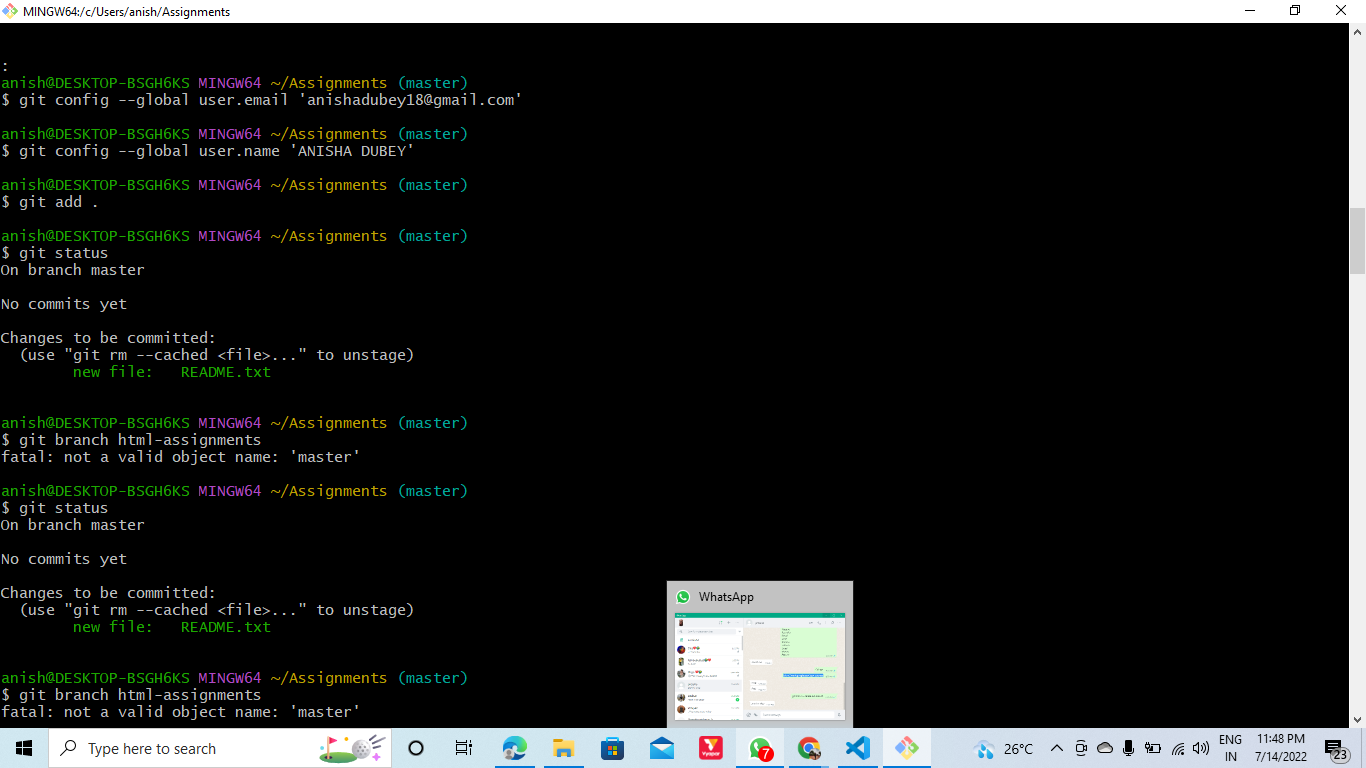 MINGW64:/c/Users/anish/Assignments
:
anish@DESKTOP-BSGH6KS MINGW64 ~/Assignments (master)
$ git config --global user.email 'anishadubey18@gmail.com'
anish@DESKTOP-BSGH6KS MINGW64 ~/Assignments (master)
$ git config --global user.name 'ANISHA DUBEY'
anish@DESKTOP-BSGH6KS MINGW64 ~/Assignments (master)
$ git add .
anish@DESKTOP-BSGH6KS MINGW64 ~/Assignments (master)
$ git status
On branch master
No commits yet
Changes to be committed:
(use "git rm --cached <file>..." to unstage)
new file: README.txt
anish@DESKTOP-BSGH6KS MINGW64 ~/Assignments (master)
$ git branch html-assignments
fatal: not a valid object name: 'master'
anish@DESKTOP-BSGH6KS MINGW64 ~/Assignments (master)
$ git status
On branch master
No commits yet
Changes to be committed:
(use "git rm --cached <file>..." to unstage)
new file: README.txt
anish@DESKTOP-BSGH6KS MINGW64 ~/Assignments (master)
$ git branch html-assignments
fatal: not a valid object name: 'master'
WhatsApp
Type here to search
7
26°C
ENG
IN
11:48 PM
7/14/2022
23